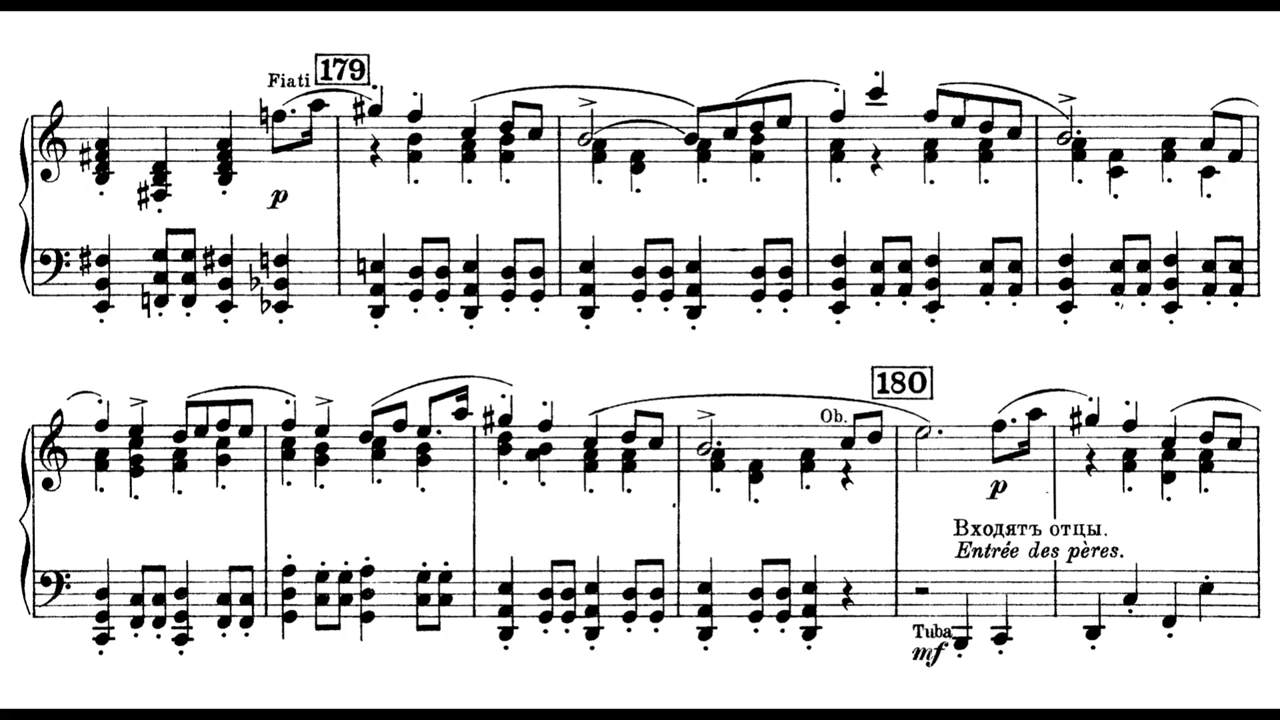 Fiati 179
p
180
Ob.
p
Входятъ отцы.
Entrée des pères.
Tuba
mf